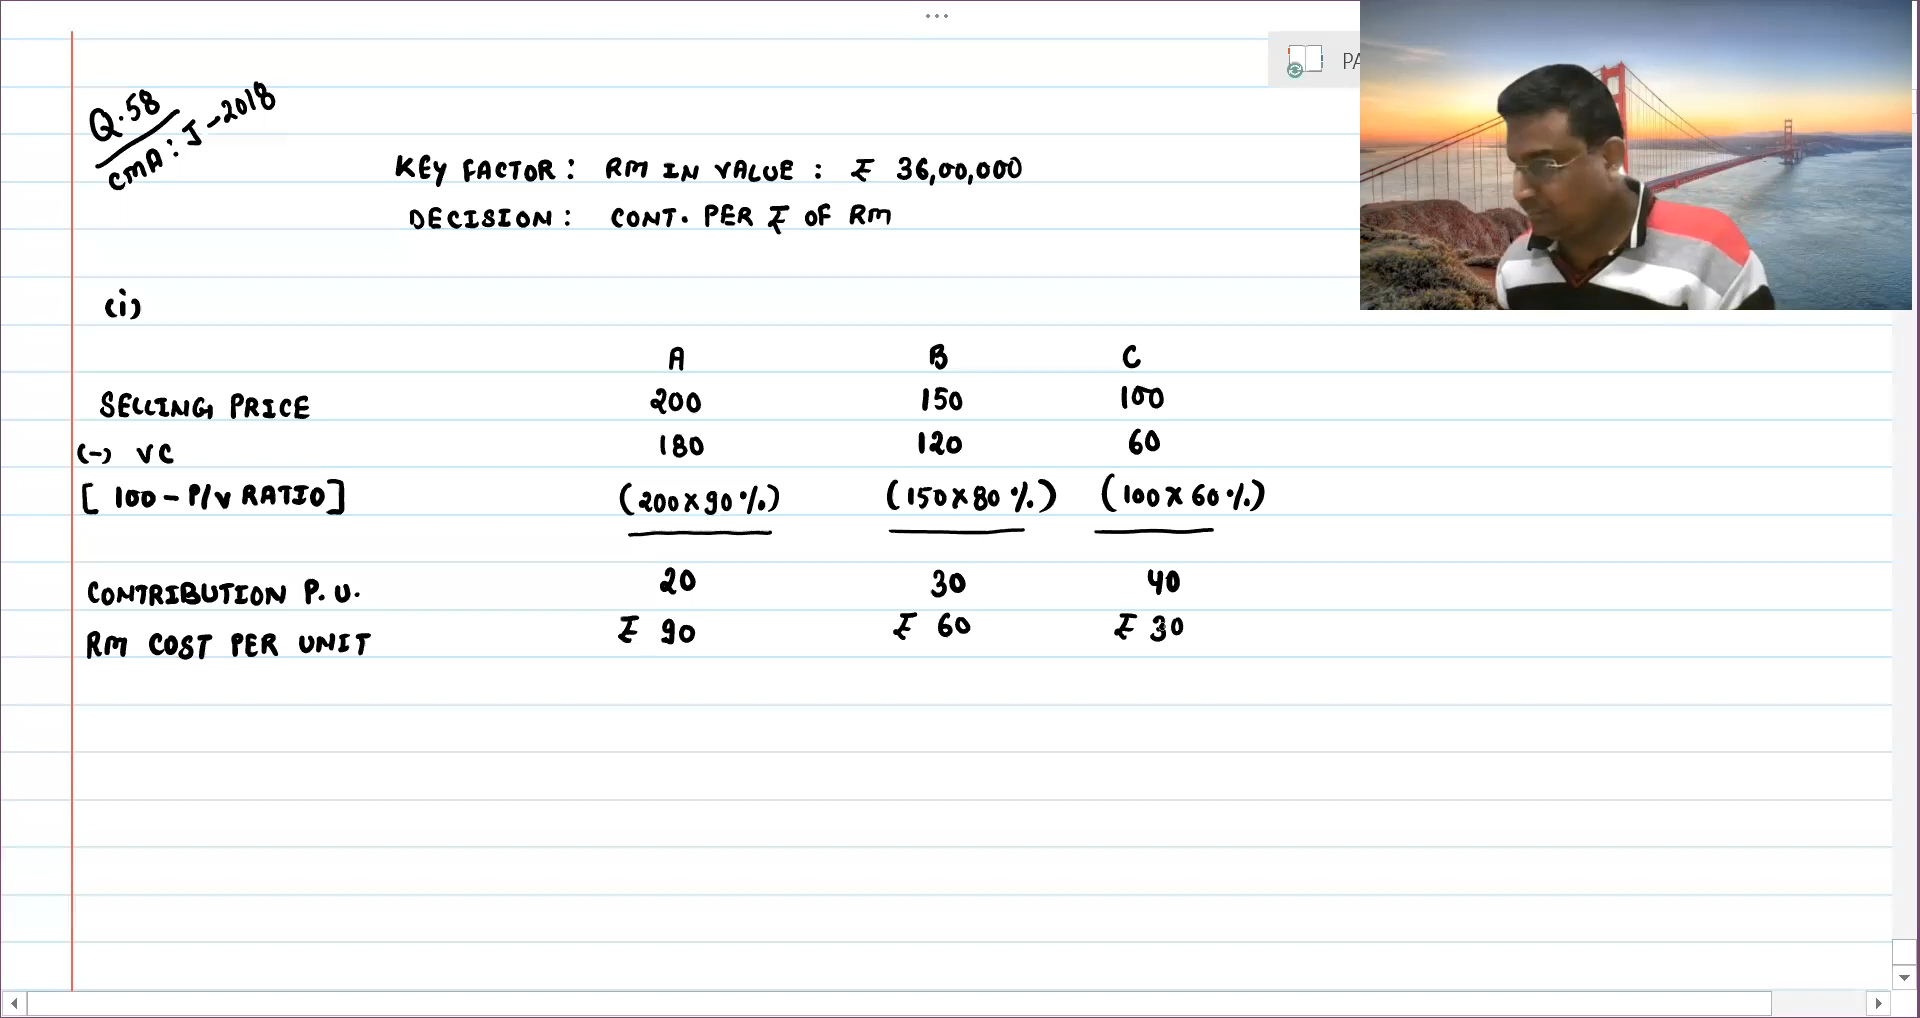 PA
Q.58
CMA: J-2018
KEY FACTOR: RM IN VALUE : ₹ 36,00,000
DECISION: CONT. PER ₹ OF RM
(i)
A B C
SELLING PRICE 200 150 100
(-) VC 180 120 60
[ 100 - P/V RATIO] (200 X 90 %) (150 X 80 %) (100 X 60 %)
CONTRIBUTION P.U. 20 30 40
RM COST PER UNIT ₹ 90 ₹ 60 ₹ 30